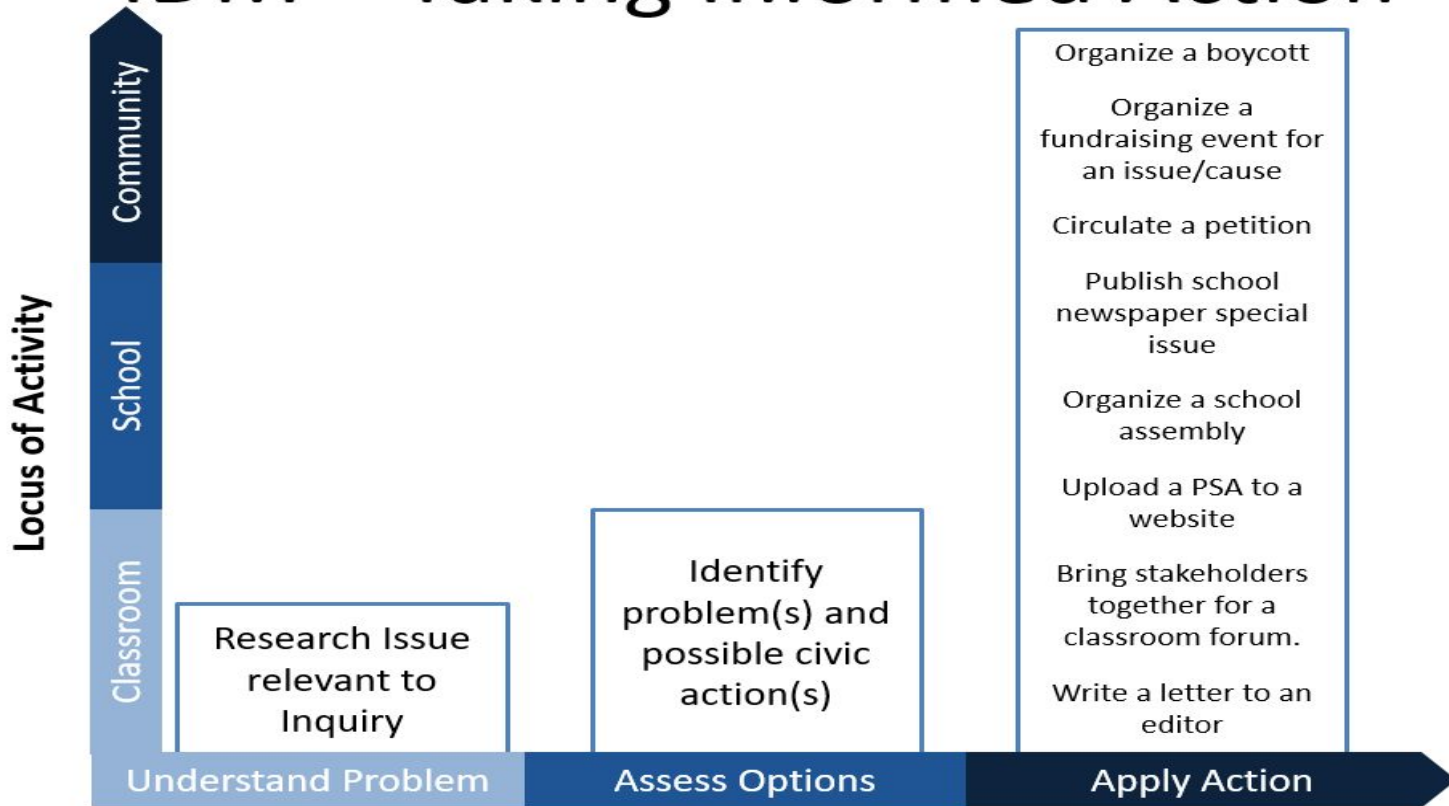 Locus of Activity
Community
School
Classroom
Research Issue
relevant to
Inquiry
Identify
problem(s) and
possible civic
action(s)
Organize a boycott
Organize a
fundraising event for
an issue/cause
Circulate a petition
Publish school
newspaper special
issue
Organize a school
assembly
Upload a PSA to a
website
Bring stakeholders
together for a
classroom forum.
Write a letter to an
editor
Understand Problem
Assess Options
Apply Action